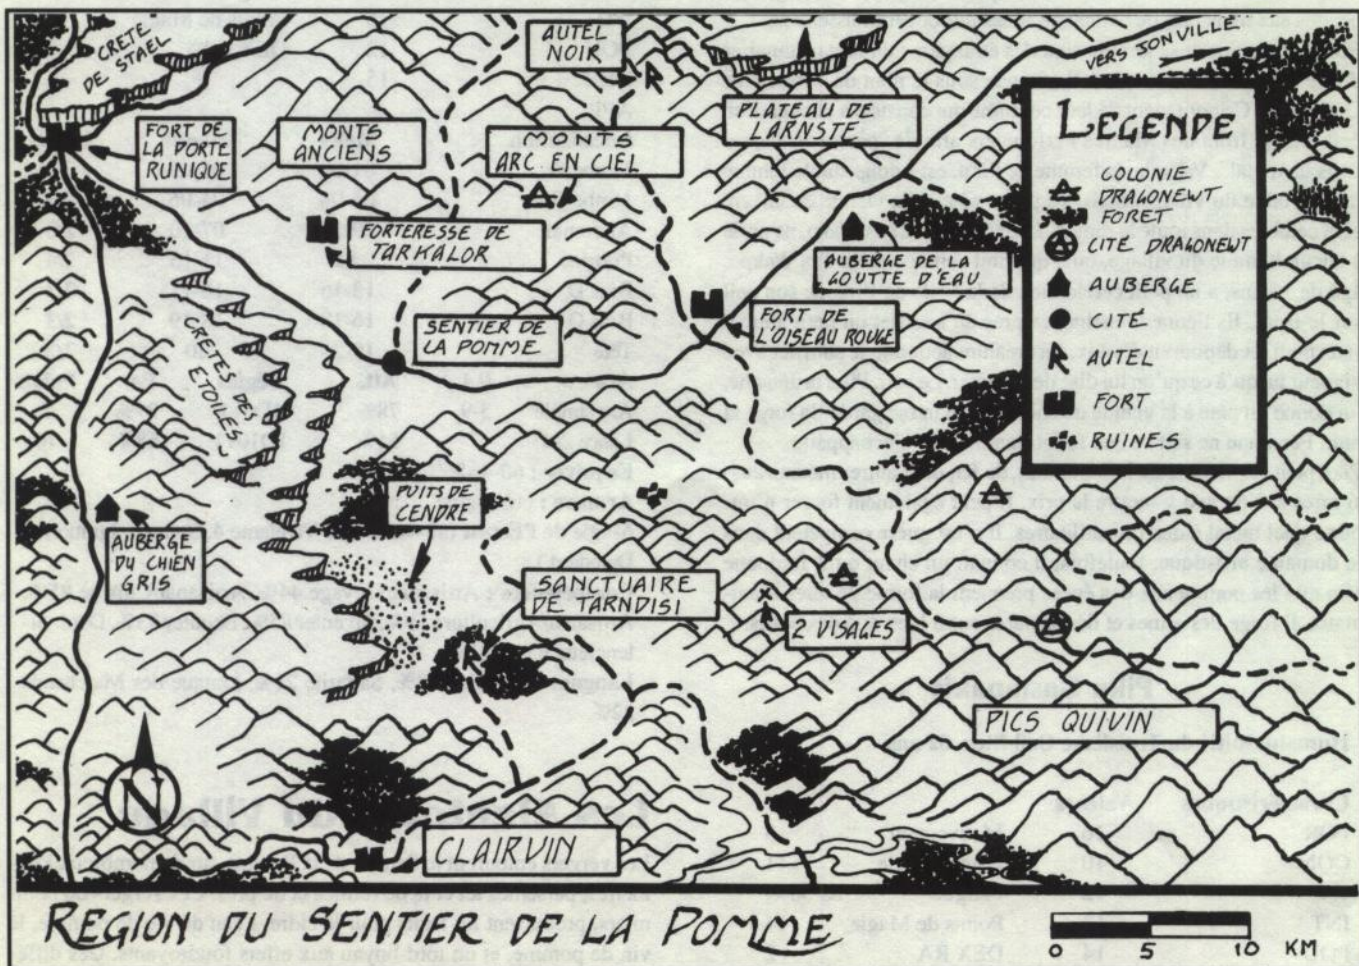 CRETE
DE STAEL
AUTEL
NOIR
VERS JONVILLE
PLATEAU DE
LARNSTE
FORT DE
LA PORTE
RUNIQUE
MONTS
ANCIENS
MONTS
ARC EN CIEL
LEGENDE
COLONIE
DRAGONEWT
FORET
CITE DRAGONEWT
AUBERGE
CITE
AUTEL
FORT
RUINES
FORTERESSE DE
TARKALOR
AUBERGE DE LA
GOUTTE D'EAU
SENTIER DE
LA POMME
FORT DE
L'OISEAU ROUGE
CRETES DES
ETOILES
PUITS DE
CENDRE
AUBERGE
DU CHIEN
GRIS
SANCTUAIRE
DE TARNDISI
2 VISAGES
PICS QUIVIN
N
CLAIRVIN
REGION DU SENTIER DE LA POMME
0 5 10 KM